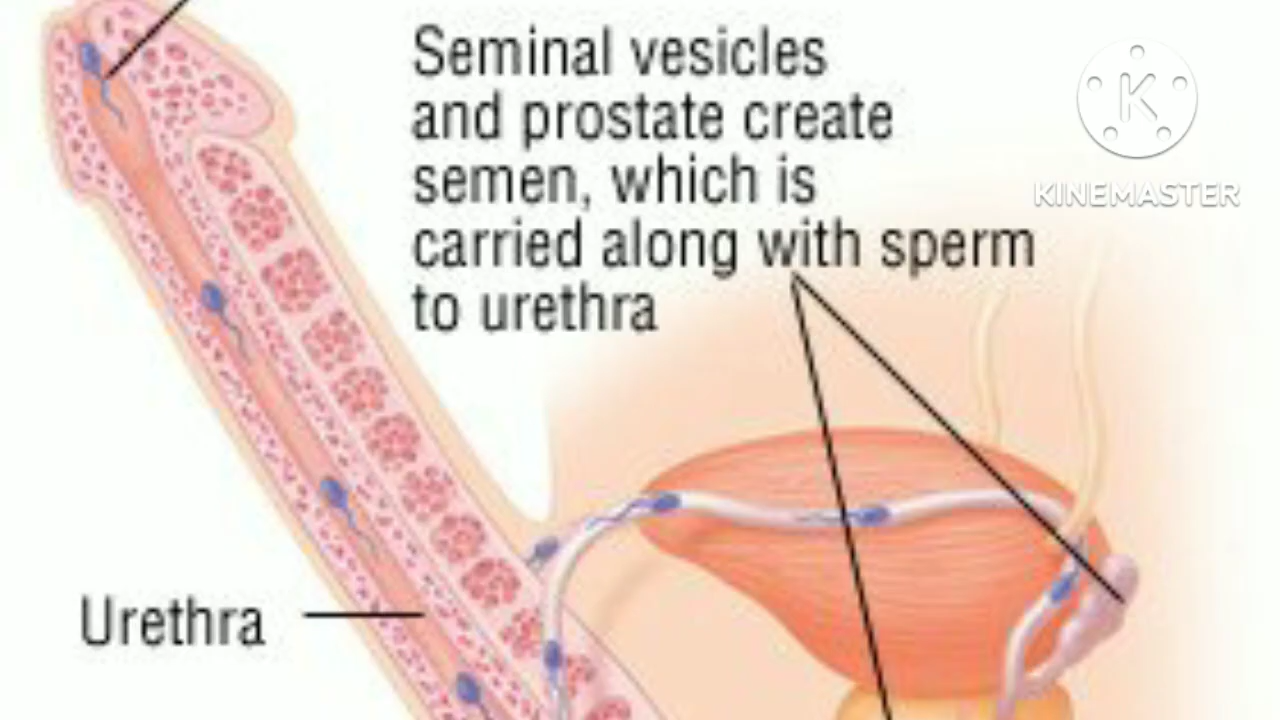 Seminal vesicles
and prostate create
semen, which is
carried along with sperm
to urethra
K
KINEMASTER
Urethra